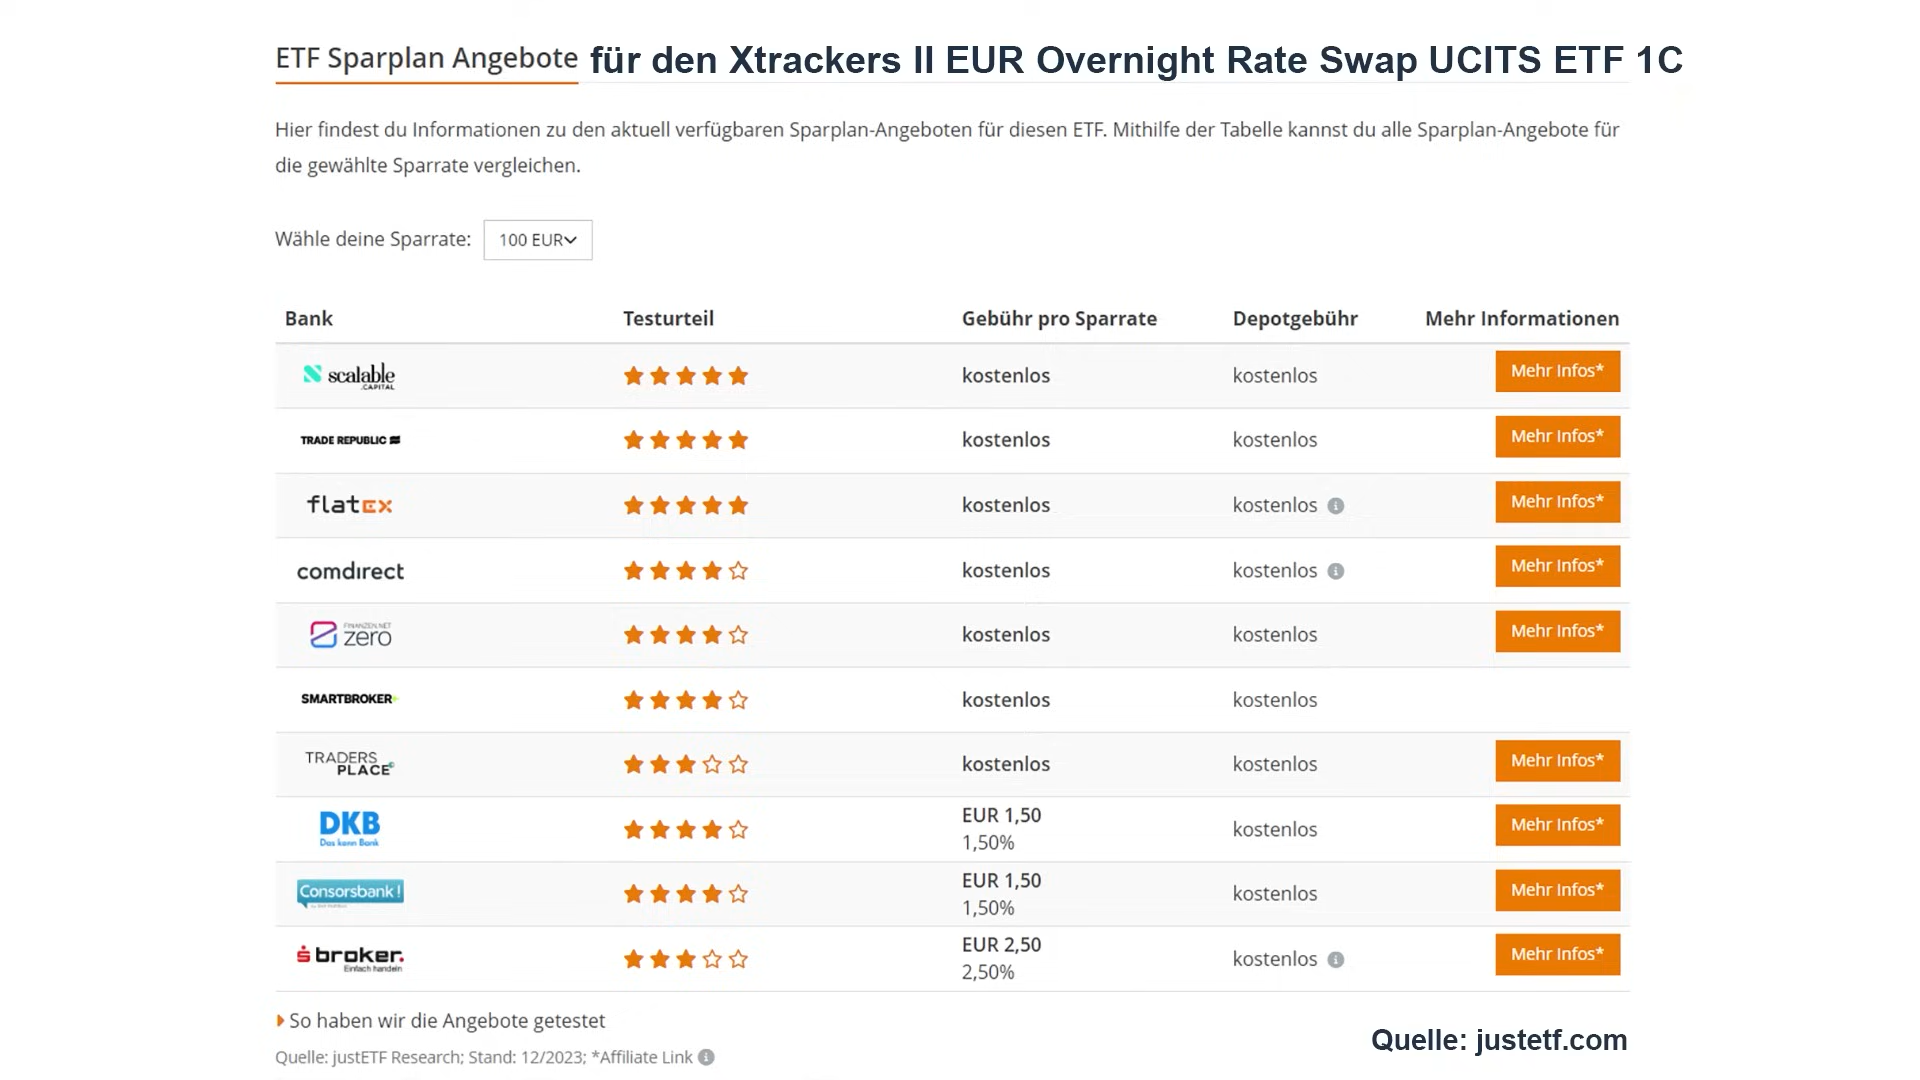 ETF Sparplan Angebote für den Xtrackers II EUR Overnight Rate Swap UCITS ETF 1C
Hier findest du Informationen zu den aktuell verfügbaren Sparplan-Angeboten für diesen ETF. Mithilfe der Tabelle kannst du alle Sparplan-Angebote für
die gewählte Sparrate vergleichen.
Wähle deine Sparrate: 100 EUR
Bank Testurteil Gebühr pro Sparrate Depotgebühr Mehr Informationen
scalable CAPITAL kostenlos kostenlos Mehr Infos*
TRADE REPUBLIC kostenlos kostenlos Mehr Infos*
flatex kostenlos kostenlos Mehr Infos*
comdirect kostenlos kostenlos Mehr Infos*
FINANZEN.NET
zero kostenlos kostenlos Mehr Infos*
SMARTBROKER+ kostenlos kostenlos
TRADERS
PLACE kostenlos kostenlos Mehr Infos*
DKB EUR 1,50 kostenlos Mehr Infos*
Das kann Bank 1,50%
Consorsbank! EUR 1,50 kostenlos Mehr Infos*
1,50%
S broker. EUR 2,50 kostenlos Mehr Infos*
Einfach handeln 2,50%
So haben wir die Angebote getestet
Quelle: justetf.com
Quelle: justETF Research; Stand: 12/2023; *Affiliate Link